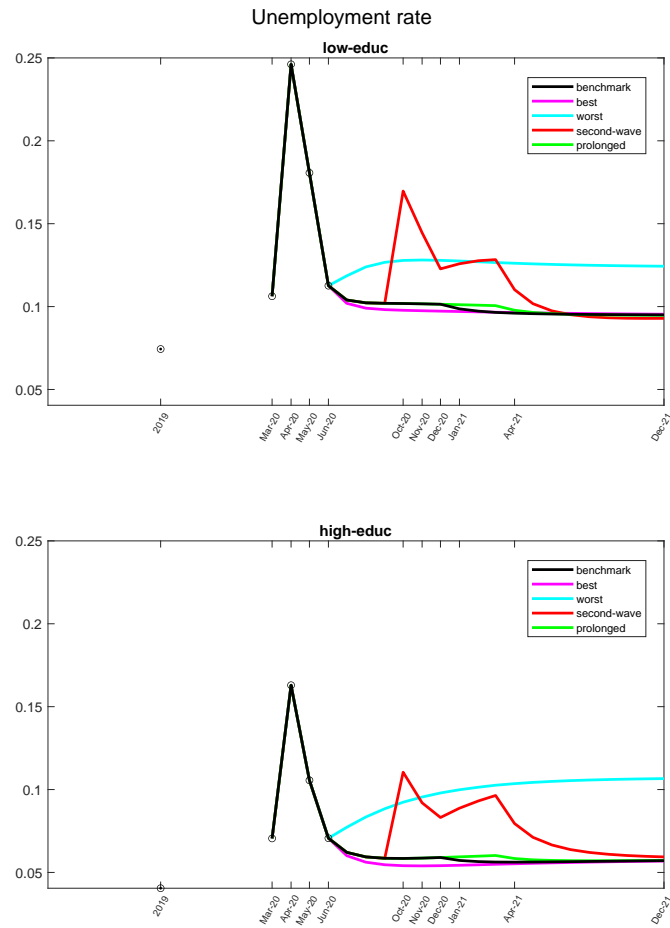 Unemployment rate
low-educ
0.25
0.2
0.15
0.1
0.05
benchmark
best
worst
second-wave
prolonged
2019
Mar-20
Apr-20
May-20
Jun-20
Oct-20
Nov-20
Dec-20
Jan-21
Apr-21
Dec-21
high-educ
0.25
0.2
0.15
0.1
0.05
benchmark
best
worst
second-wave
prolonged
2019
Mar-20
Apr-20
May-20
Jun-20
Oct-20
Nov-20
Dec-20
Jan-21
Apr-21
Dec-21